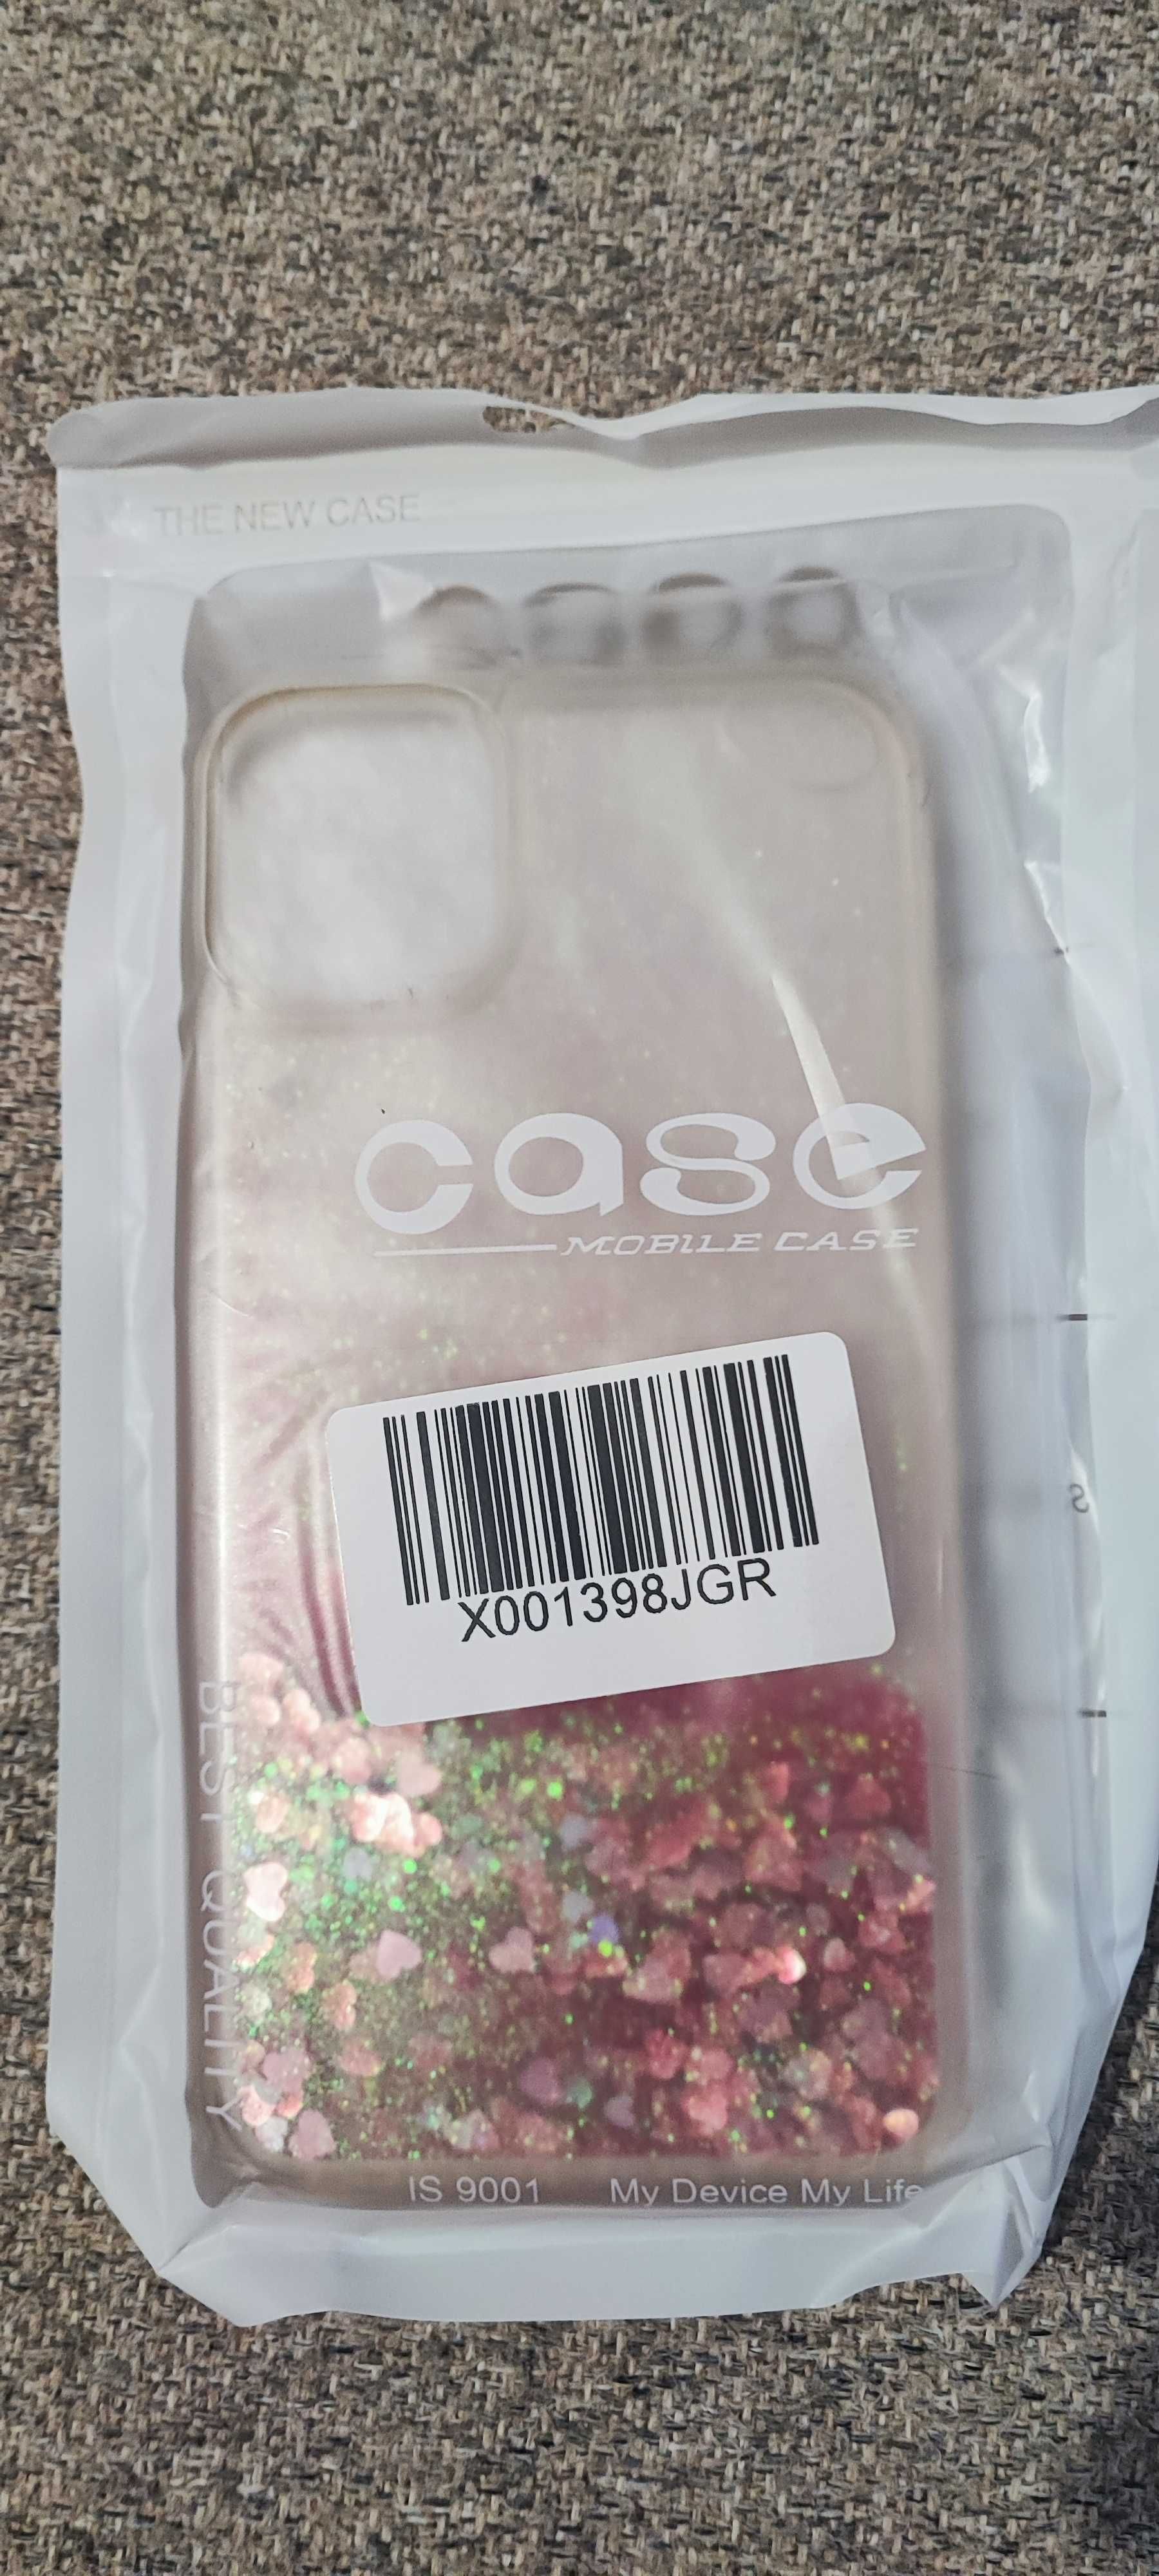 THE NEW CASE
case
MOBILE CASE
X001398JGR
BEST QUALITY
IS 9001 My Device My Life